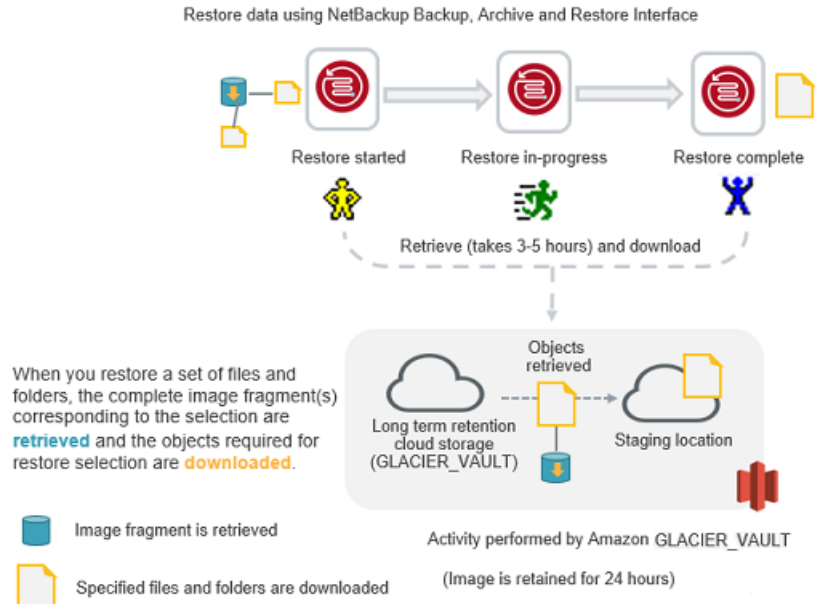 Restore data using NetBackup Backup, Archive and Restore Interface
Restore started
Restore in-progress
Restore complete
Retrieve (takes 3-5 hours) and download
Objects
retrieved
Long term retention
cloud storage
(GLACIER_VAULT)
Staging location
When you restore a set of files and
folders, the complete image fragment(s)
corresponding to the selection are
retrieved and the objects required for
restore selection are downloaded.
Image fragment is retrieved
Specified files and folders are downloaded
Activity performed by Amazon GLACIER_VAULT
(Image is retained for 24 hours)